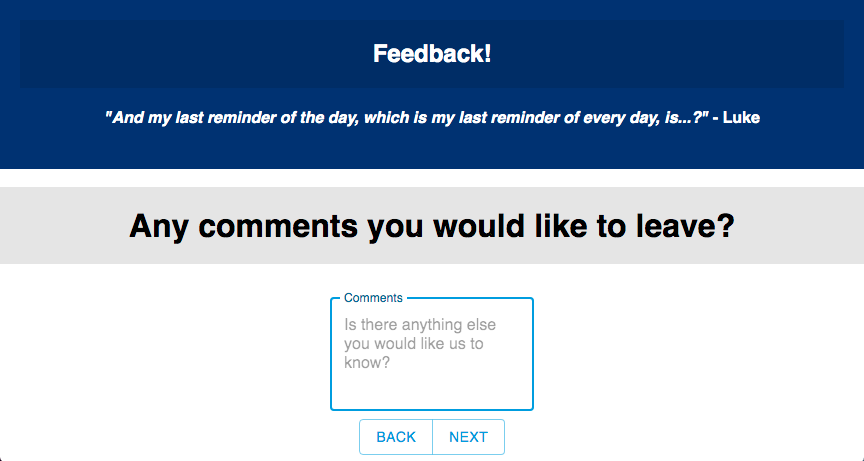 Feedback!
"And my last reminder of the day, which is my last reminder of every day, is...?" - Luke
Any comments you would like to leave?
Comments
Is there anything else
you would like us to
know?
BACK NEXT